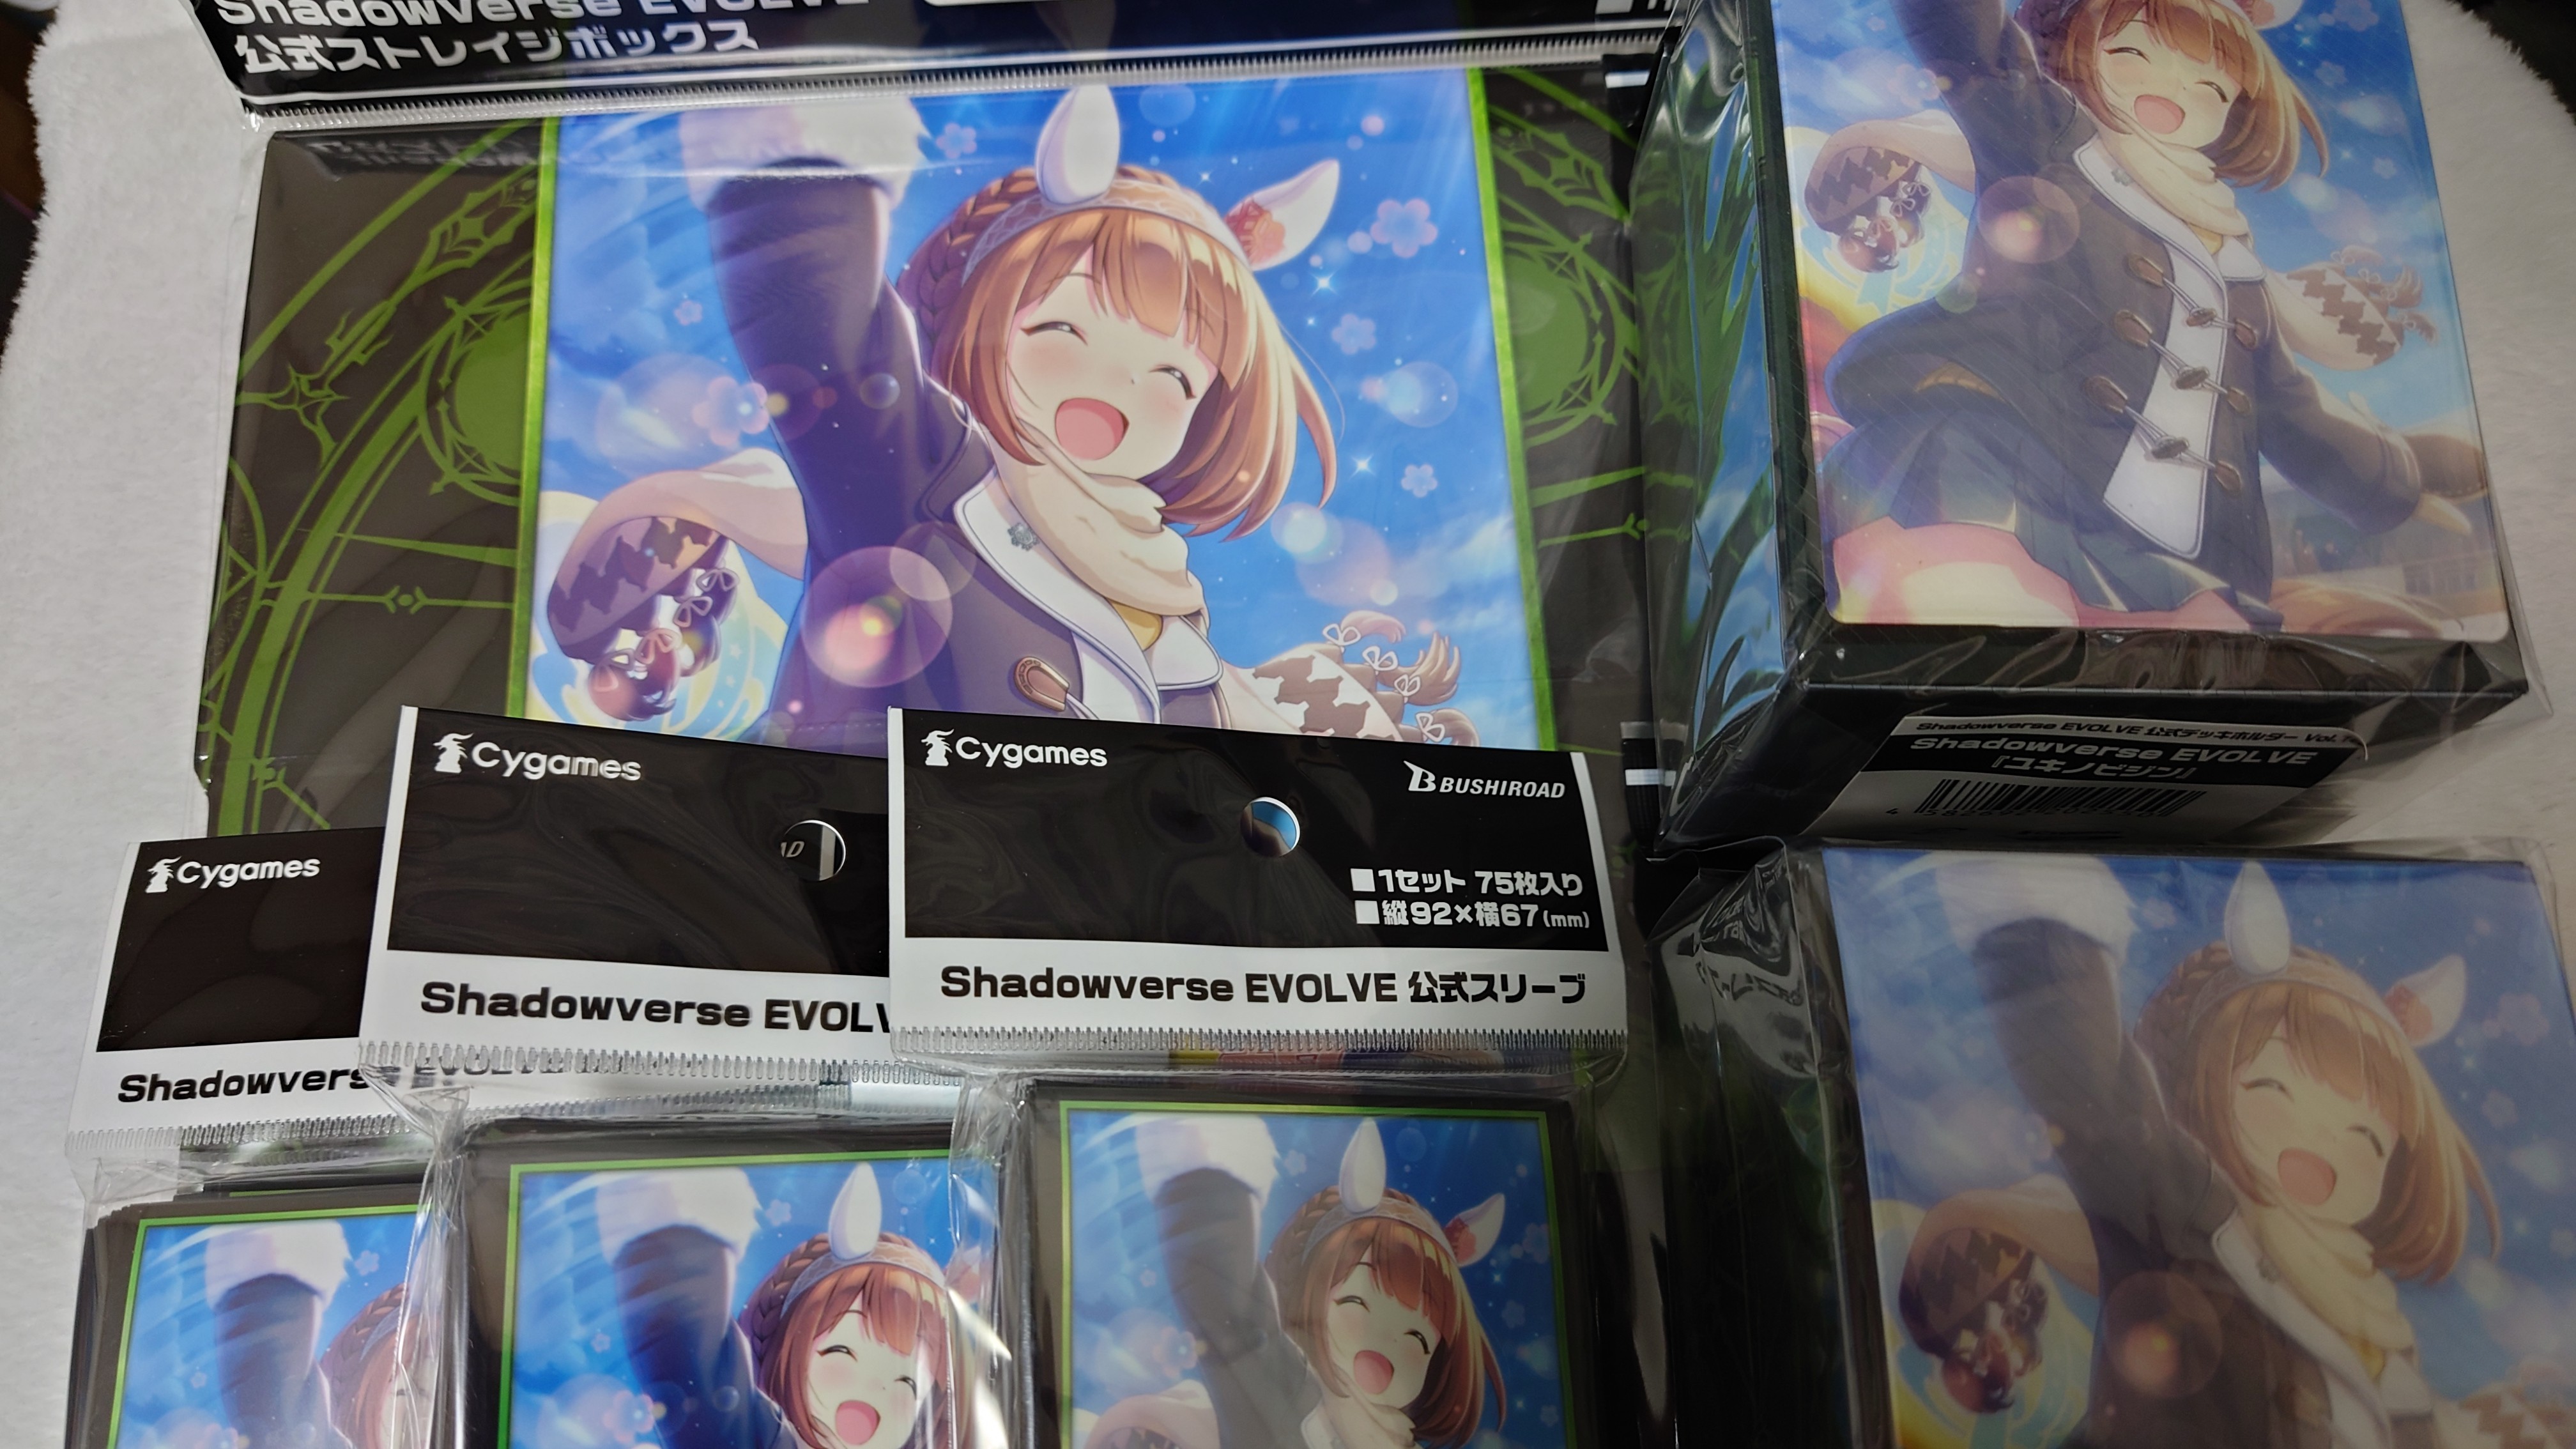 Shadowverse EVOLVE
公式ストレイジボックス
Cygames
BUSHIROAD
■1セット 75枚入り
■縦92×横67(mm)
Shadowverse EVOLVE 公式スリーブ
Cygames
AD
Shadowverse EVOLV
Cygames
Shadowvers
Shadowverse EVOLVE 公式デッキホルダー Vol.
Shadowverse EVOLVE
『ユキノビジン』